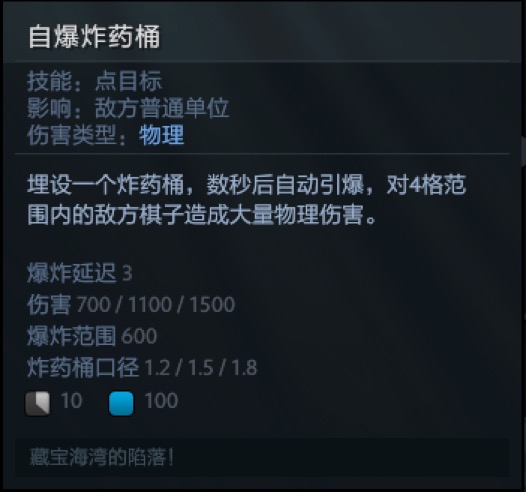 自爆炸药桶
技能：点目标
影响：敌方普通单位
伤害类型：物理
埋设一个炸药桶，数秒后自动引爆，对4格范
围内的敌方棋子造成大量物理伤害。
爆炸延迟 3
伤害 700 / 1100 / 1500
爆炸范围 600
炸药桶口径 1.2 / 1.5 / 1.8
10 100
藏宝海湾的陷落！